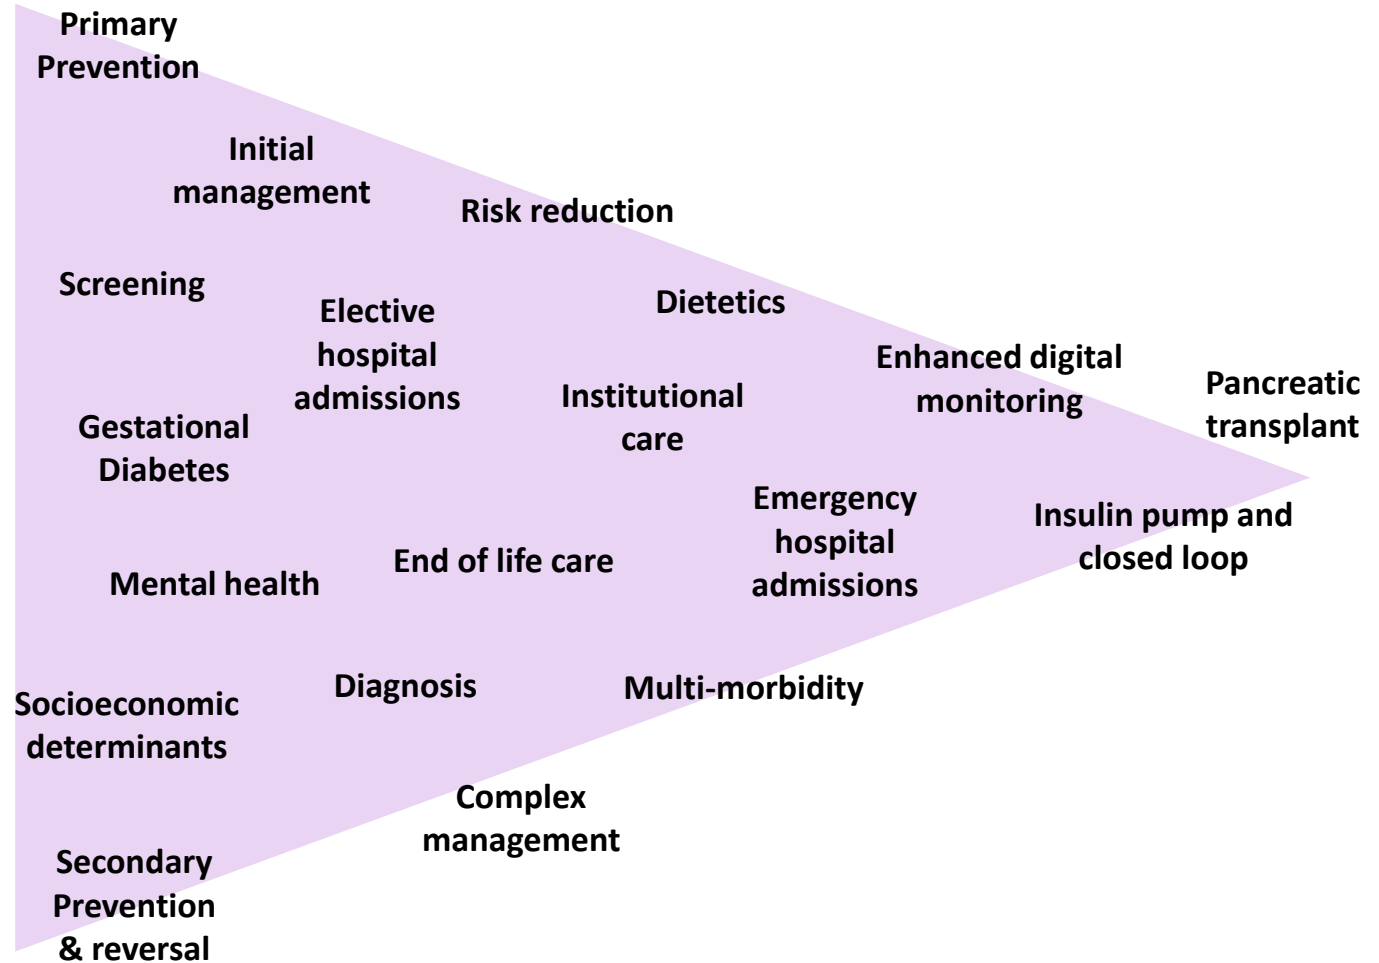 Primary
Prevention
Initial
management
Risk reduction
Screening
Elective
hospital
admissions
Dietetics
Enhanced digital
monitoring
Pancreatic
transplant
Institutional
care
Gestational
Diabetes
Emergency
hospital
admissions
Insulin pump and
closed loop
End of life care
Mental health
Diagnosis
Multi-morbidity
Socioeconomic
determinants
Complex
management
Secondary
Prevention
& reversal